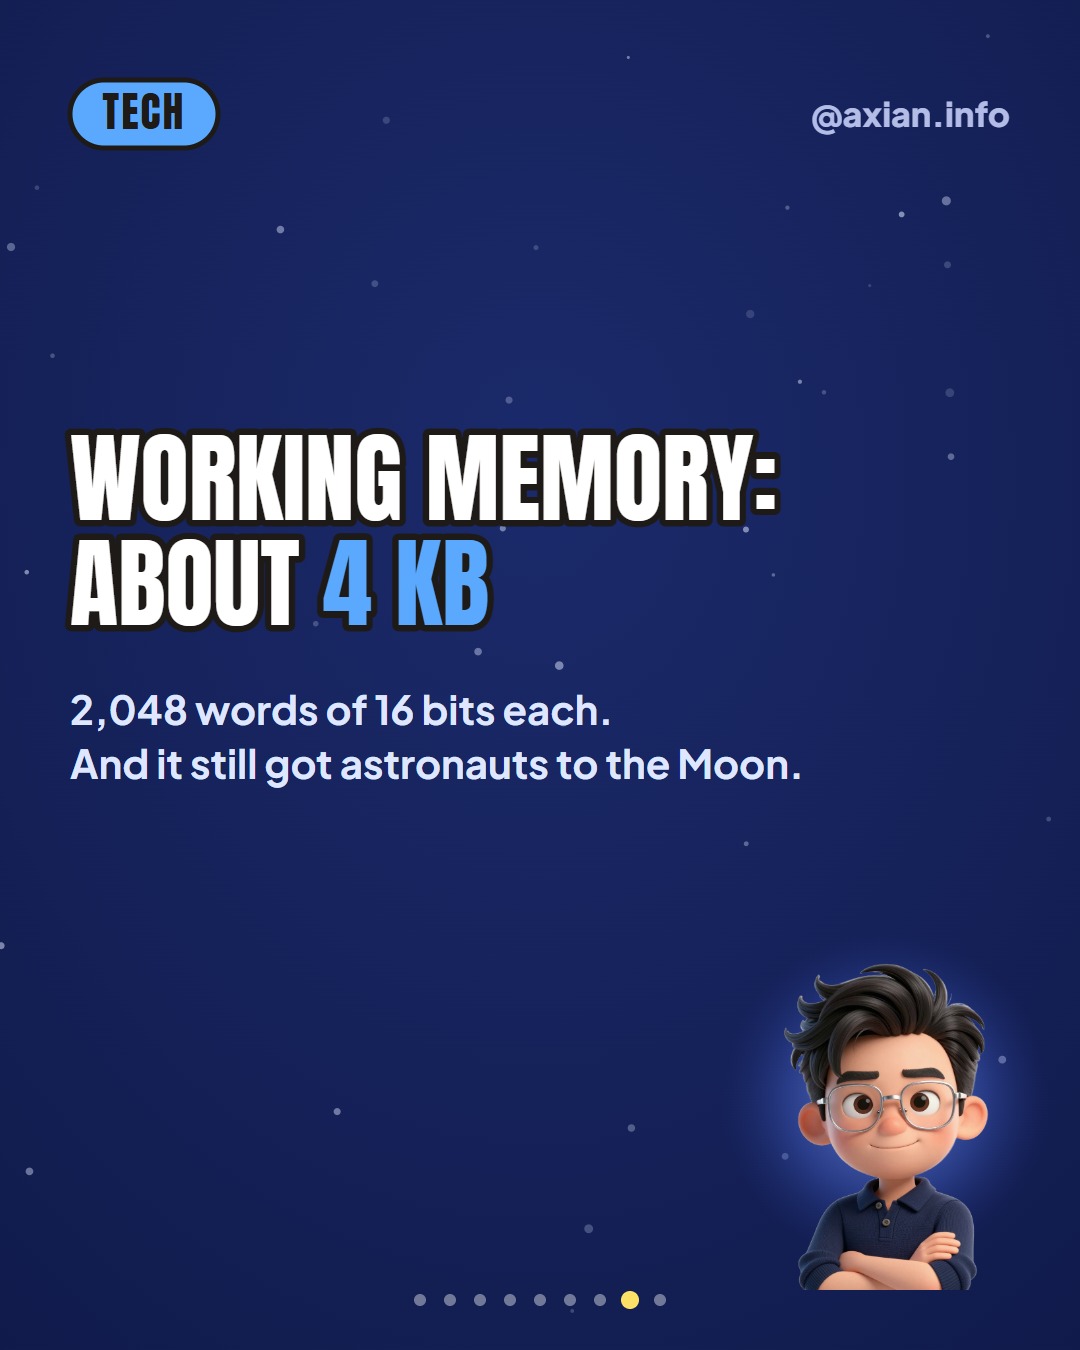 TECH
@axian.info
WORKING MEMORY:
ABOUT 4 KB
2,048 words of 16 bits each.
And it still got astronauts to the Moon.